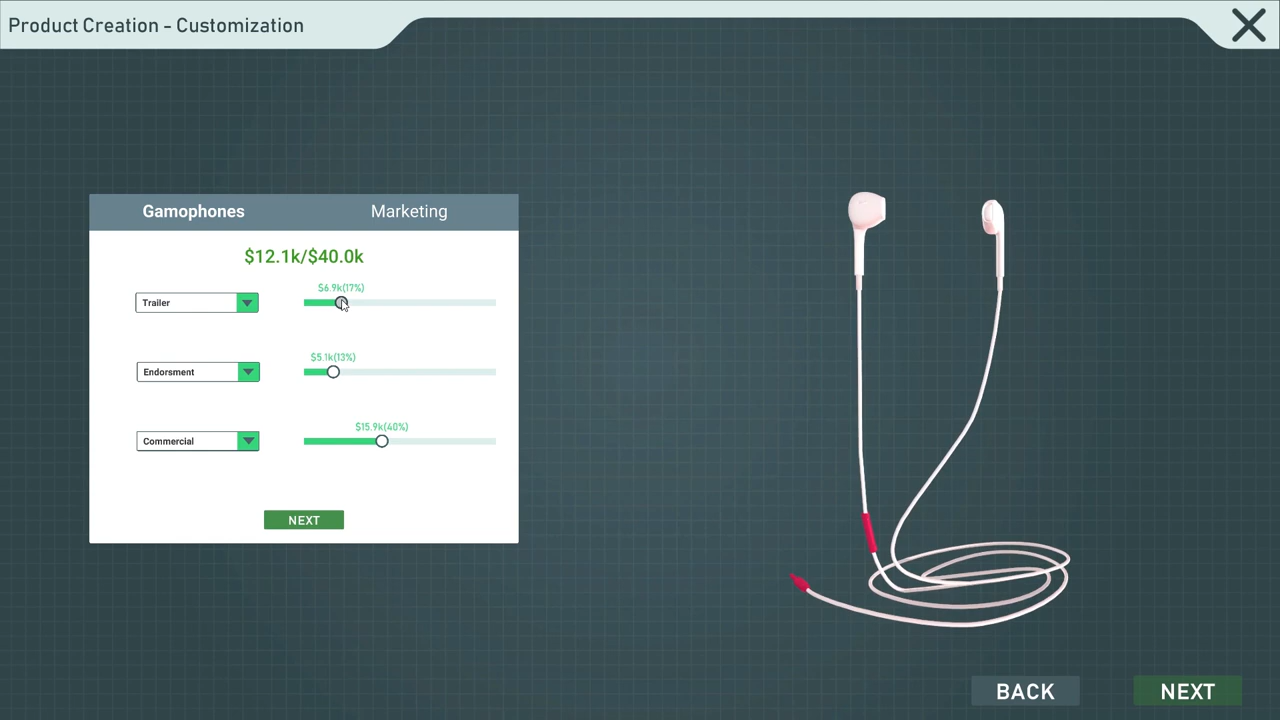 Product Creation - Customization
Gamophones
Marketing
$12.1k/$40.0k
Trailer
$6.9k(17%)
Endorsment
$5.1k(13%)
Commercial
$15.9k(40%)
NEXT
BACK
NEXT